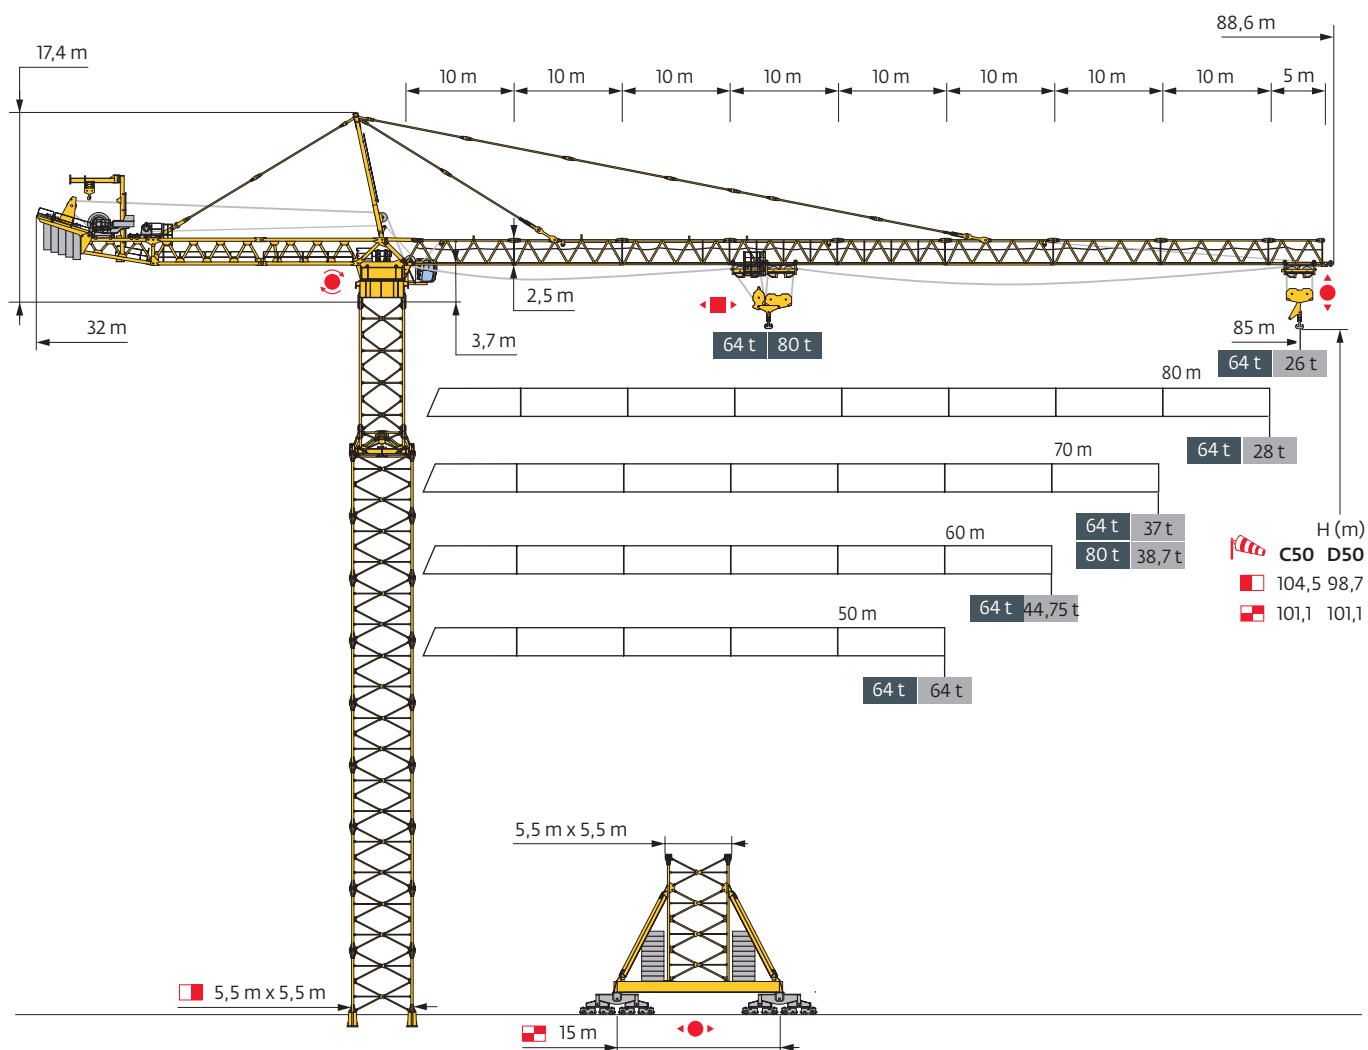 88,6 m
17,4 m
10 m 10 m 10 m 10 m 10 m 10 m 10 m 10 m 5 m
2,5 m
32 m
3,7 m
85 m
64 t 80 t
64 t 26 t
80 m
64 t 28 t
70 m
64 t 37 t
80 t 38,7 t
H (m)
C50 D50
104,5 98,7
101,1 101,1
60 m
64 t 44,75 t
50 m
64 t 64 t
5,5 m x 5,5 m
5,5 m x 5,5 m
15 m